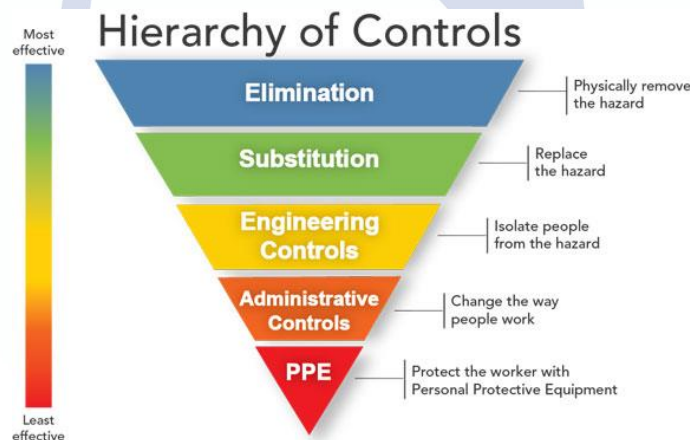 Hierarchy of Controls
Most
effective
Elimination
Physically remove
the hazard
Substitution
Replace
the hazard
Engineering
Controls
Isolate people
from the hazard
Administrative
Controls
Change the way
people work
PPE
Protect the worker with
Personal Protective Equipment
Least
effective